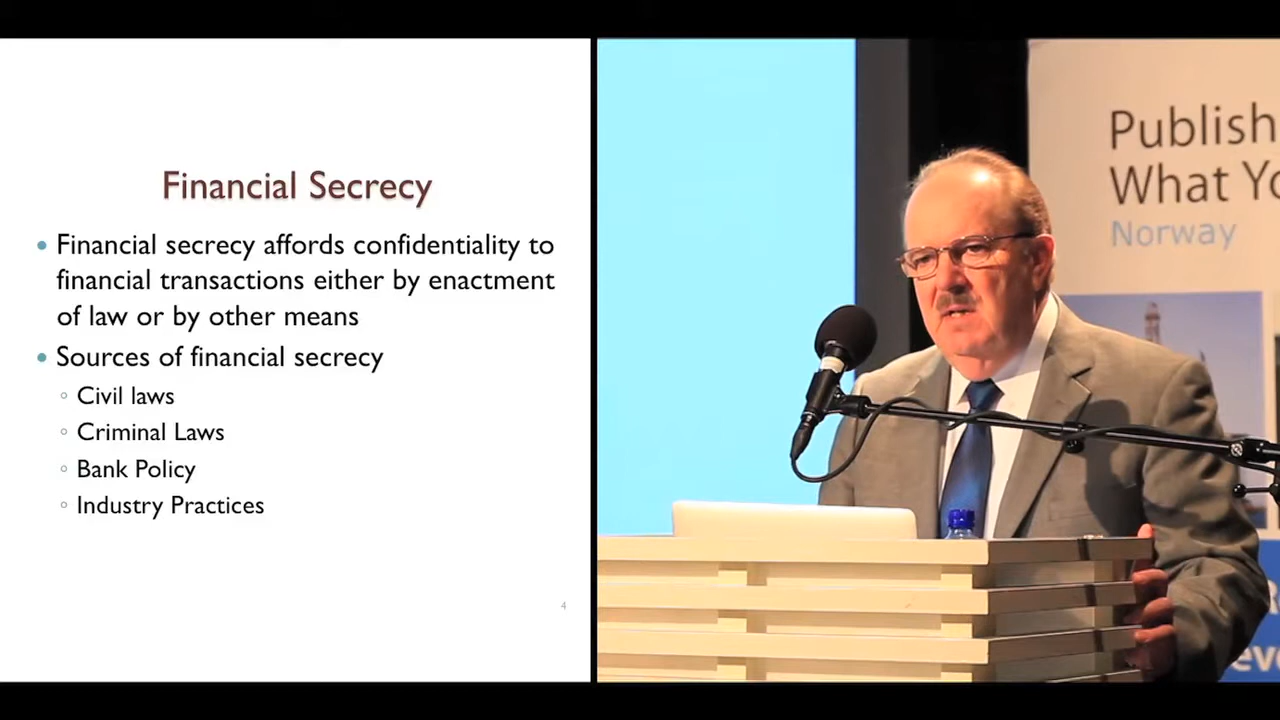 Financial Secrecy
• Financial secrecy affords confidentiality to
financial transactions either by enactment
of law or by other means
• Sources of financial secrecy
◦ Civil laws
◦ Criminal Laws
◦ Bank Policy
◦ Industry Practices
4
Publish
What
Norway